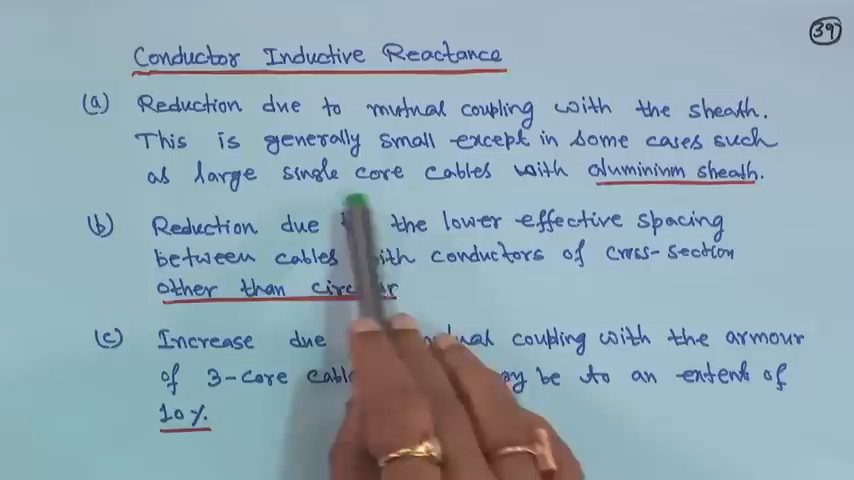 39
Conductor Inductive Reactance
(a) Reduction due to mutual coupling with the sheath.
This is generally small except in some cases such
as large single core cables with aluminium sheath.
(b) Reduction due the lower effective spacing
between cables with conductors of cross-section
other than
(c) Increase due coupling with the armour
of 3-core be to an extent of
10%.